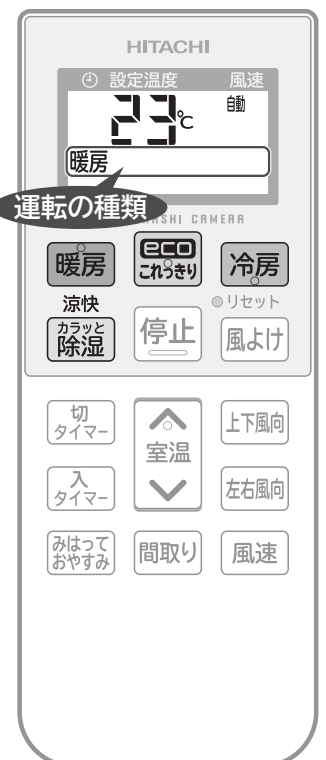 HITACHI
設定温度 風速
23℃ 自動
暖房
運転の種類
SHI CAMERA
暖房
eco
これっきり
冷房
涼快
カラッと
除湿
停止
リセット
風よけ
切
タイマー
室温
上下風向
入
タイマー
左右風向
みはって
おやすみ
間取り
風速